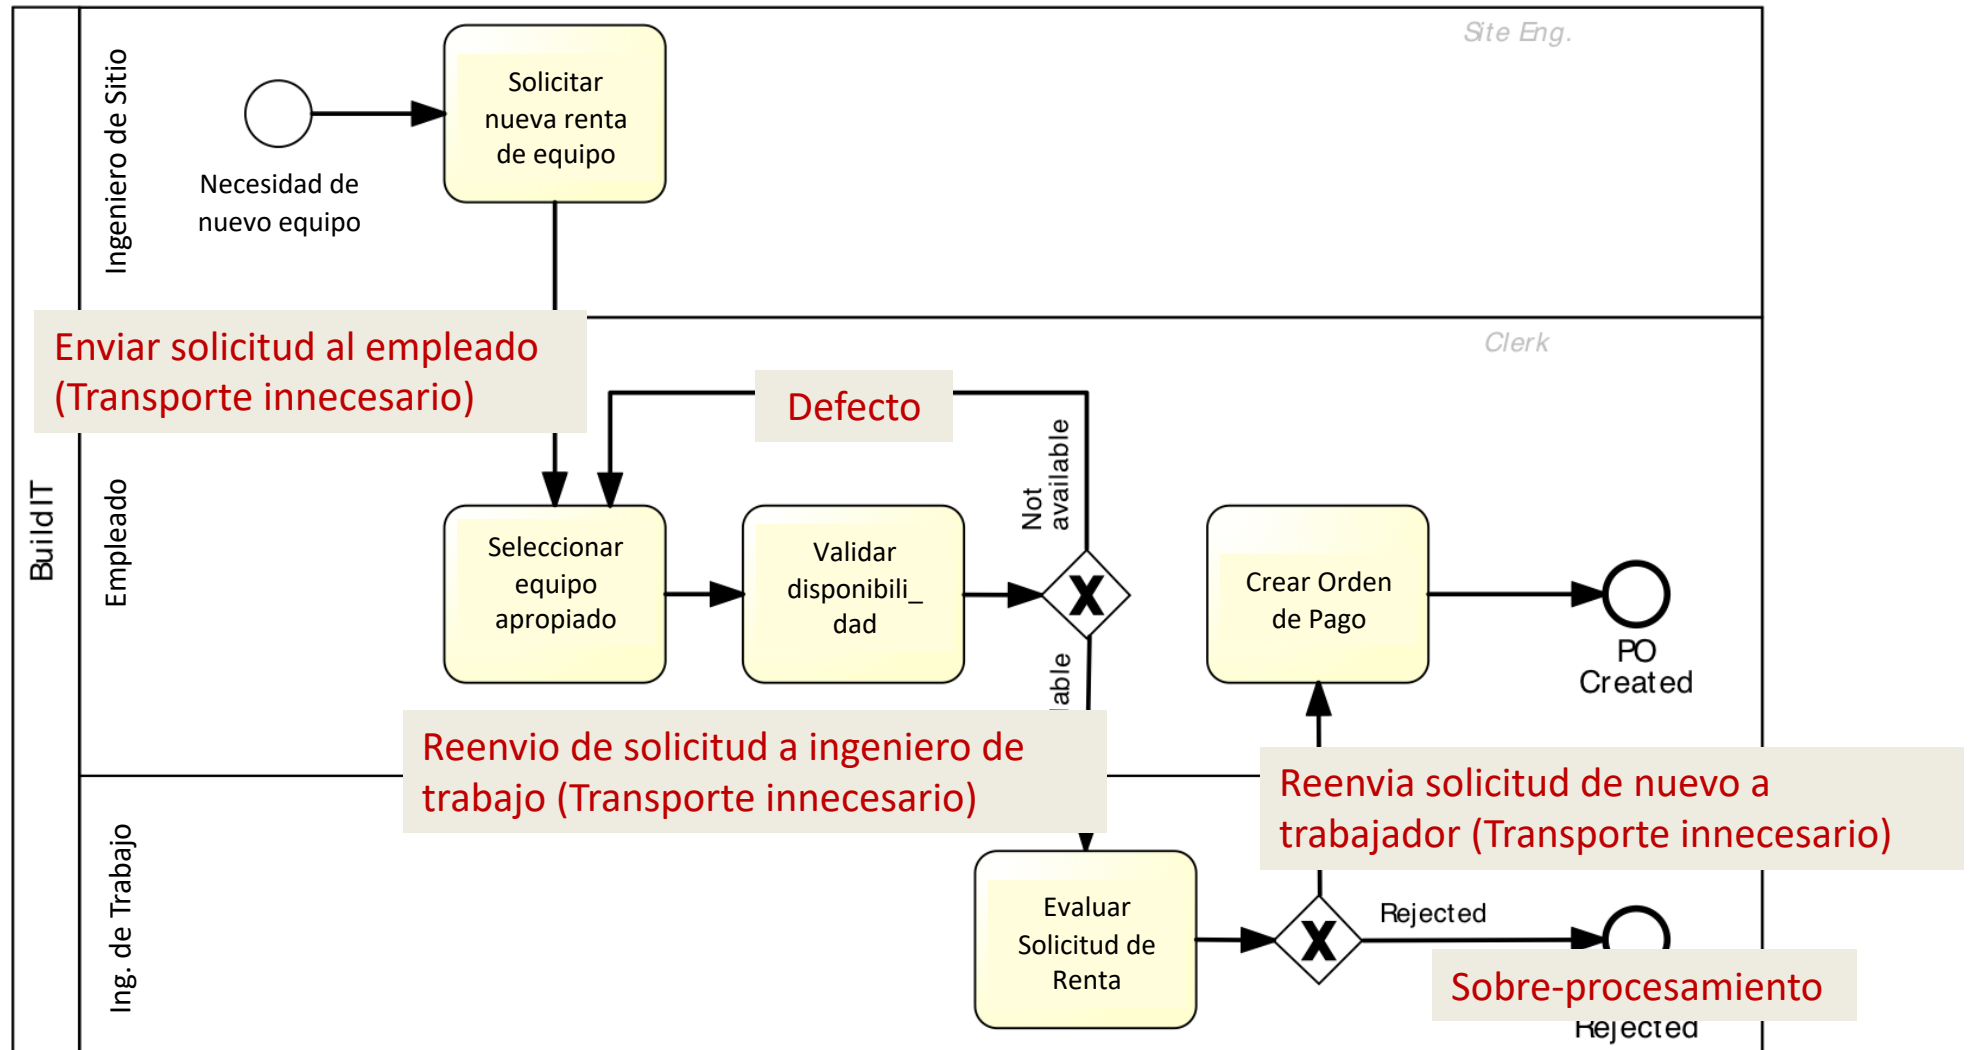 BuildIT
Ingeniero de Sitio
Site Eng.
Necesidad de
nuevo equipo
Solicitar
nueva renta
de equipo
Enviar solicitud al empleado
(Transporte innecesario)
Empleado
Clerk
Defecto
Not
available
Seleccionar
equipo
apropiado
Validar
disponibili_
dad
Crear Orden
de Pago
PO
Created
Reenvio de solicitud a ingeniero de
trabajo (Transporte innecesario)
Reenvia solicitud de nuevo a
trabajador (Transporte innecesario)
Ing. de Trabajo
Evaluar
Solicitud de
Renta
Rejected
Sobre-procesamiento
Rejected